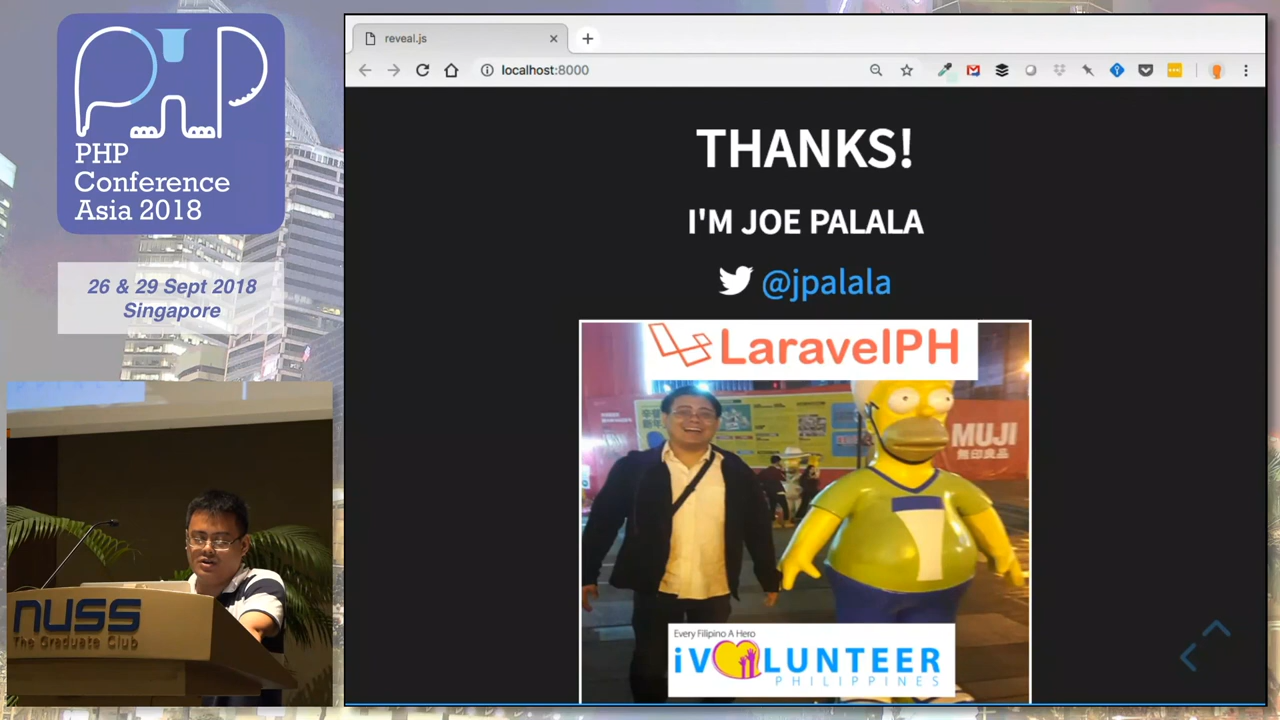 PHP
Conference
Asia 2018
26 & 29 Sept 2018
Singapore
nuss
The Graduate Club
reveal.js
localhost:8000
THANKS!
I'M JOE PALALA
@jpalala
LaravelPH
MUJI
無印良品
Every Filipino A Hero
iVOLUNTEER
PHILIPPINES